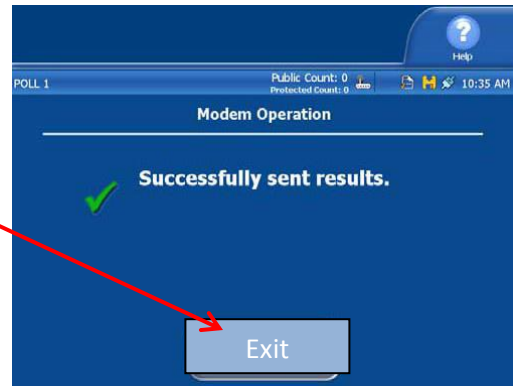 Help
POLL 1
Public Count: 0
Protected Count: 0
10:35 AM
Modem Operation
Successfully sent results.
Exit